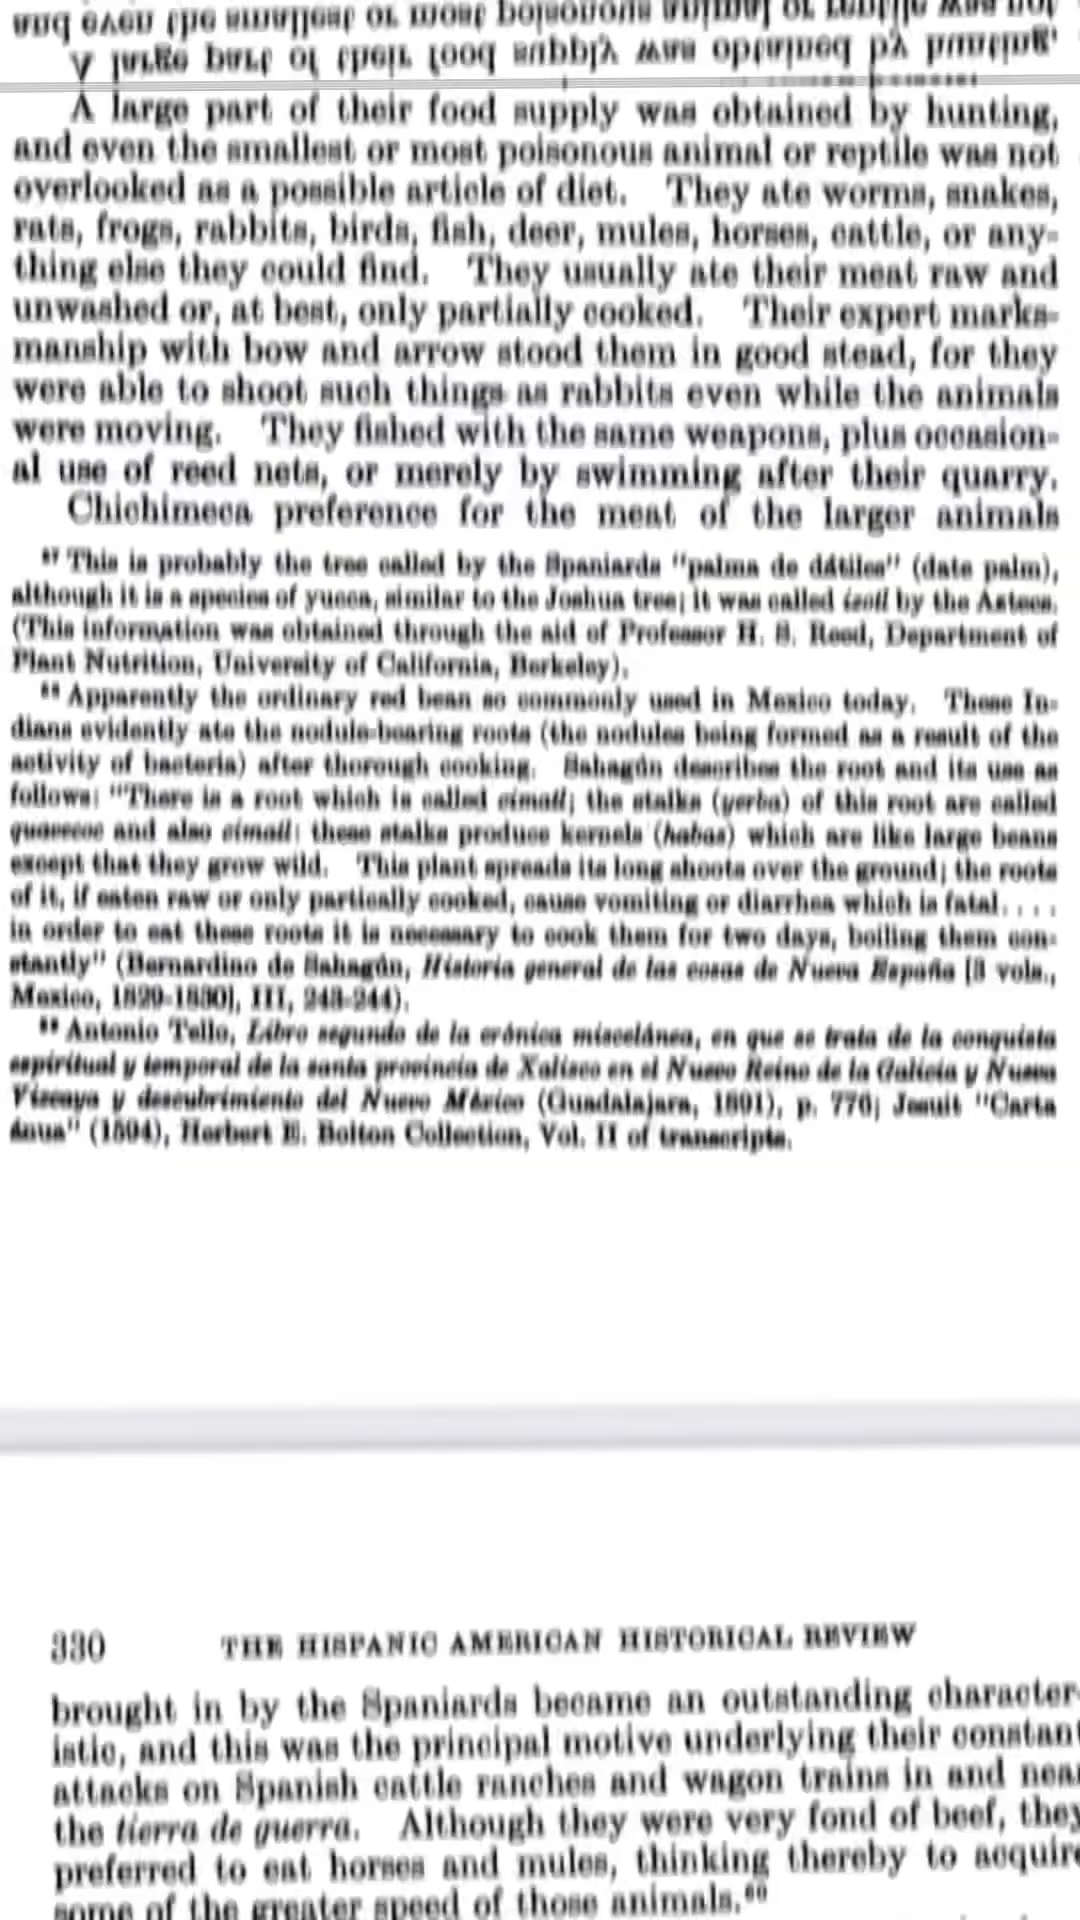 A large part of their food supply was obtained by hunting,
and even the smallest or most poisonous animal or reptile was not
overlooked as a possible article of diet. They ate worms, snakes,
rats, frogs, rabbits, birds, fish, deer, mules, horses, cattle, or any-
thing else they could find. They usually ate their meat raw and
unwashed or, at best, only partially cooked. Their expert marks-
manship with bow and arrow stood them in good stead, for they
were able to shoot such things as rabbits even while the animals
were moving. They fished with the same weapons, plus occasion-
al use of reed nets, or merely by swimming after their quarry.
Chichimeca preference for the meat of the larger animals
This is probably the tree called by the Spaniards "palma de dátiles" (date palm),
although it is a species of yucca, similar to the Joshua tree; it was called izotl by the Aztecs.
(This information was obtained through the aid of Professor H. S. Reed, Department of
Plant Nutrition, University of California, Berkeley).
Apparently the ordinary red bean so commonly used in Mexico today. These In-
dians evidently ate the nodule-bearing roots (the nodules being formed as a result of the
activity of bacteria) after thorough cooking. Sahagún describes the root and its use as
follows: "There is a root which is called cimatl; the stalks (yerba) of this root are called
and also cimatl; these stalks produce kernels (habas) which are like large beans
except that they grow wild. This plant spreads its long shoots over the ground; the roots
of it, if eaten raw or only partically cooked, cause vomiting or diarrhea which is fatal....
in order to eat these roots it is necessary to cook them for two days, boiling them con-
stantly" (Bernardino de Sahagún, Historia general de las cosas de Nueva España [3 vols.,
Mexico, 1829-1830], III, 243-244).
Antonio Tello, Libro segundo de la crónica miscelánea, en que se trata de la conquista
espiritual y temporal de la santa provincia de Xalisco en el Nuevo Reino de la Galicia y Nueva
Vizcaya y descubrimiento del Nuevo México (Guadalajara, 1891), p. 776; Jesuit "Carta
ánua" (1594), Herbert E. Bolton Collection, Vol. II of transcripts.
330 THE HISPANIC AMERICAN HISTORICAL REVIEW
brought in by the Spaniards became an outstanding character-
istic, and this was the principal motive underlying their constant
attacks on Spanish cattle ranches and wagon trains in and near
the tierra de guerra. Although they were very fond of beef, they
preferred to eat horses and mules, thinking thereby to acquire
some of the greater speed of those animals.⁶⁰